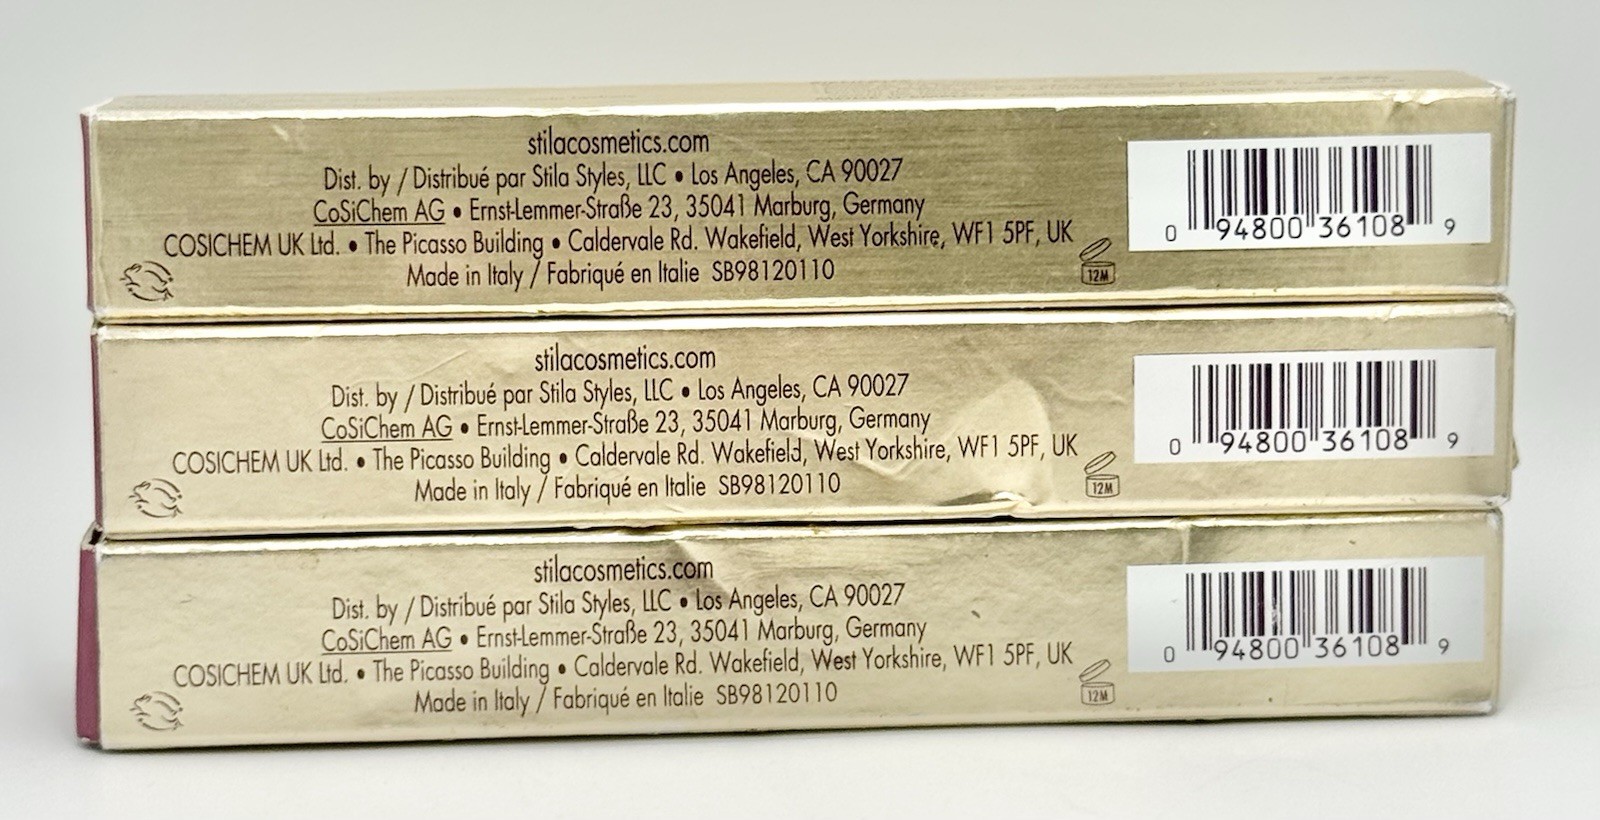 stilacosmetics.com
Dist. by / Distribué par Stila Styles, LLC • Los Angeles, CA 90027
CoSiChem AG • Ernst-Lemmer-Straße 23, 35041 Marburg, Germany
COSICHEM UK Ltd. • The Picasso Building • Caldervale Rd. Wakefield, West Yorkshire, WF1 5PF, UK
Made in Italy / Fabriqué en Italie SB98120110
12M
0 94800 36108 9
stilacosmetics.com
Dist. by / Distribué par Stila Styles, LLC • Los Angeles, CA 90027
CoSiChem AG • Ernst-Lemmer-Straße 23, 35041 Marburg, Germany
COSICHEM UK Ltd. • The Picasso Building • Caldervale Rd. Wakefield, West Yorkshire, WF1 5PF, UK
Made in Italy / Fabriqué en Italie SB98120110
12M
0 94800 36108 9
stilacosmetics.com
Dist. by / Distribué par Stila Styles, LLC • Los Angeles, CA 90027
CoSiChem AG • Ernst-Lemmer-Straße 23, 35041 Marburg, Germany
COSICHEM UK Ltd. • The Picasso Building • Caldervale Rd. Wakefield, West Yorkshire, WF1 5PF, UK
Made in Italy / Fabriqué en Italie SB98120110
12M
0 94800 36108 9